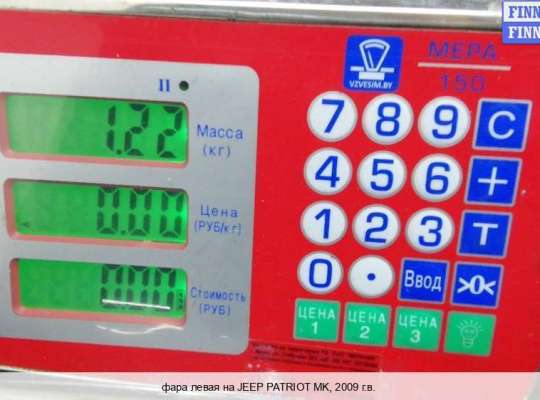 FINN
FINN
II
VZVESIM.BY
МЕРА
150
1.22
Масса
(кг)
0.00
Цена
(РУБ/кг)
0.00
Стоимость
(РУБ)
7 8 9 C
4 5 6 +
1 2 3 T
0 . Ввод >0<
ЦЕНА 1
ЦЕНА 2
ЦЕНА 3
фара левая на JEEP PATRIOT MK, 2009 г.в.